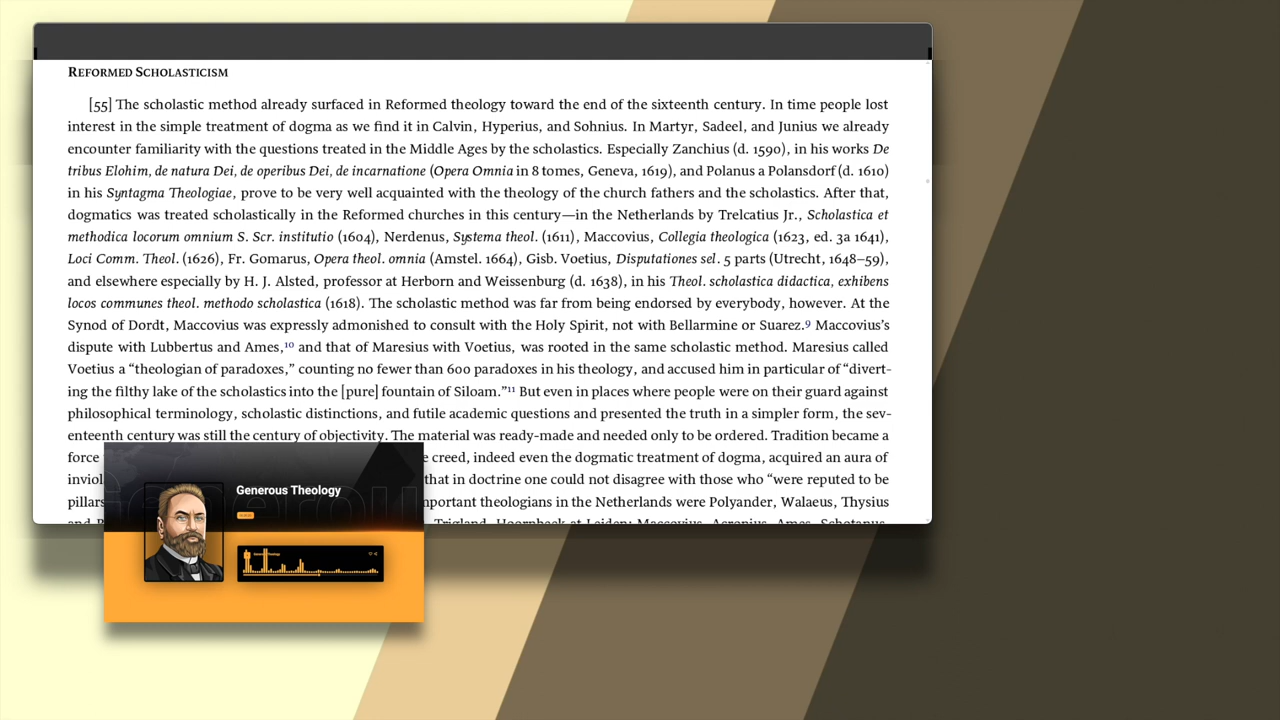 REFORMED SCHOLASTICISM
[55] The scholastic method already surfaced in Reformed theology toward the end of the sixteenth century. In time people lost
interest in the simple treatment of dogma as we find it in Calvin, Hyperius, and Sohnius. In Martyr, Sadeel, and Junius we already
encounter familiarity with the questions treated in the Middle Ages by the scholastics. Especially Zanchius (d. 1590), in his works De
tribus Elohim, de natura Dei, de operibus Dei, de incarnatione (Opera Omnia in 8 tomes, Geneva, 1619), and Polanus a Polansdorf (d. 1610)
in his Syntagma Theologiae, prove to be very well acquainted with the theology of the church fathers and the scholastics. After that,
dogmatics was treated scholastically in the Reformed churches in this century—in the Netherlands by Trelcatius Jr., Scholastica et
methodica locorum omnium S. Scr. institutio (1604), Nerdenus, Systema theol. (1611), Maccovius, Collegia theologica (1623, ed. 3a 1641),
Loci Comm. Theol. (1626), Fr. Gomarus, Opera theol. omnia (Amstel. 1664), Gisb. Voetius, Disputationes sel. 5 parts (Utrecht, 1648–59),
and elsewhere especially by H. J. Alsted, professor at Herborn and Weissenburg (d. 1638), in his Theol. scholastica didactica, exhibens
locos communes theol. methodo scholastica (1618). The scholastic method was far from being endorsed by everybody, however. At the
Synod of Dordt, Maccovius was expressly admonished to consult with the Holy Spirit, not with Bellarmine or Suarez.9 Maccovius's
dispute with Lubbertus and Ames,10 and that of Maresius with Voetius, was rooted in the same scholastic method. Maresius called
Voetius a “theologian of paradoxes,” counting no fewer than 600 paradoxes in his theology, and accused him in particular of “divert-
ing the filthy lake of the scholastics into the [pure] fountain of Siloam.”11 But even in places where people were on their guard against
philosophical terminology, scholastic distinctions, and futile academic questions and presented the truth in a simpler form, the sev-
enteenth century was still the century of objectivity. The material was ready-made and needed only to be ordered. Tradition became a
force creed, indeed even the dogmatic treatment of dogma, acquired an aura of
that in doctrine one could not disagree with those who “were reputed to be
pillars important theologians in the Netherlands were Polyander, Walaeus, Thysius
and Trigland, Hoornbeek at Leiden; Maccovius, Acronius, Ames, Schotanus,
Generous Theology